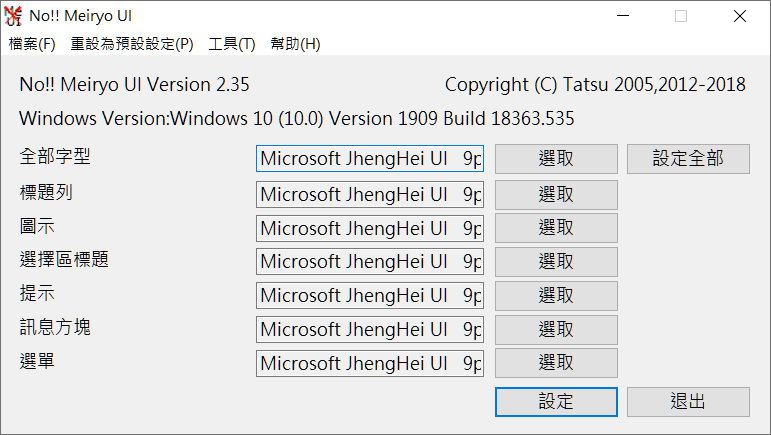 No!! Meiryo UI
檔案(F) 重設為預設設定(P) 工具(T) 幫助(H)
No!! Meiryo UI Version 2.35 Copyright (C) Tatsu 2005,2012-2018
Windows Version:Windows 10 (10.0) Version 1909 Build 18363.535
全部字型 Microsoft JhengHei UI 9p 選取 設定全部
標題列 Microsoft JhengHei UI 9p 選取
圖示 Microsoft JhengHei UI 9p 選取
選擇區標題 Microsoft JhengHei UI 9p 選取
提示 Microsoft JhengHei UI 9p 選取
訊息方塊 Microsoft JhengHei UI 9p 選取
選單 Microsoft JhengHei UI 9p 選取
設定 退出